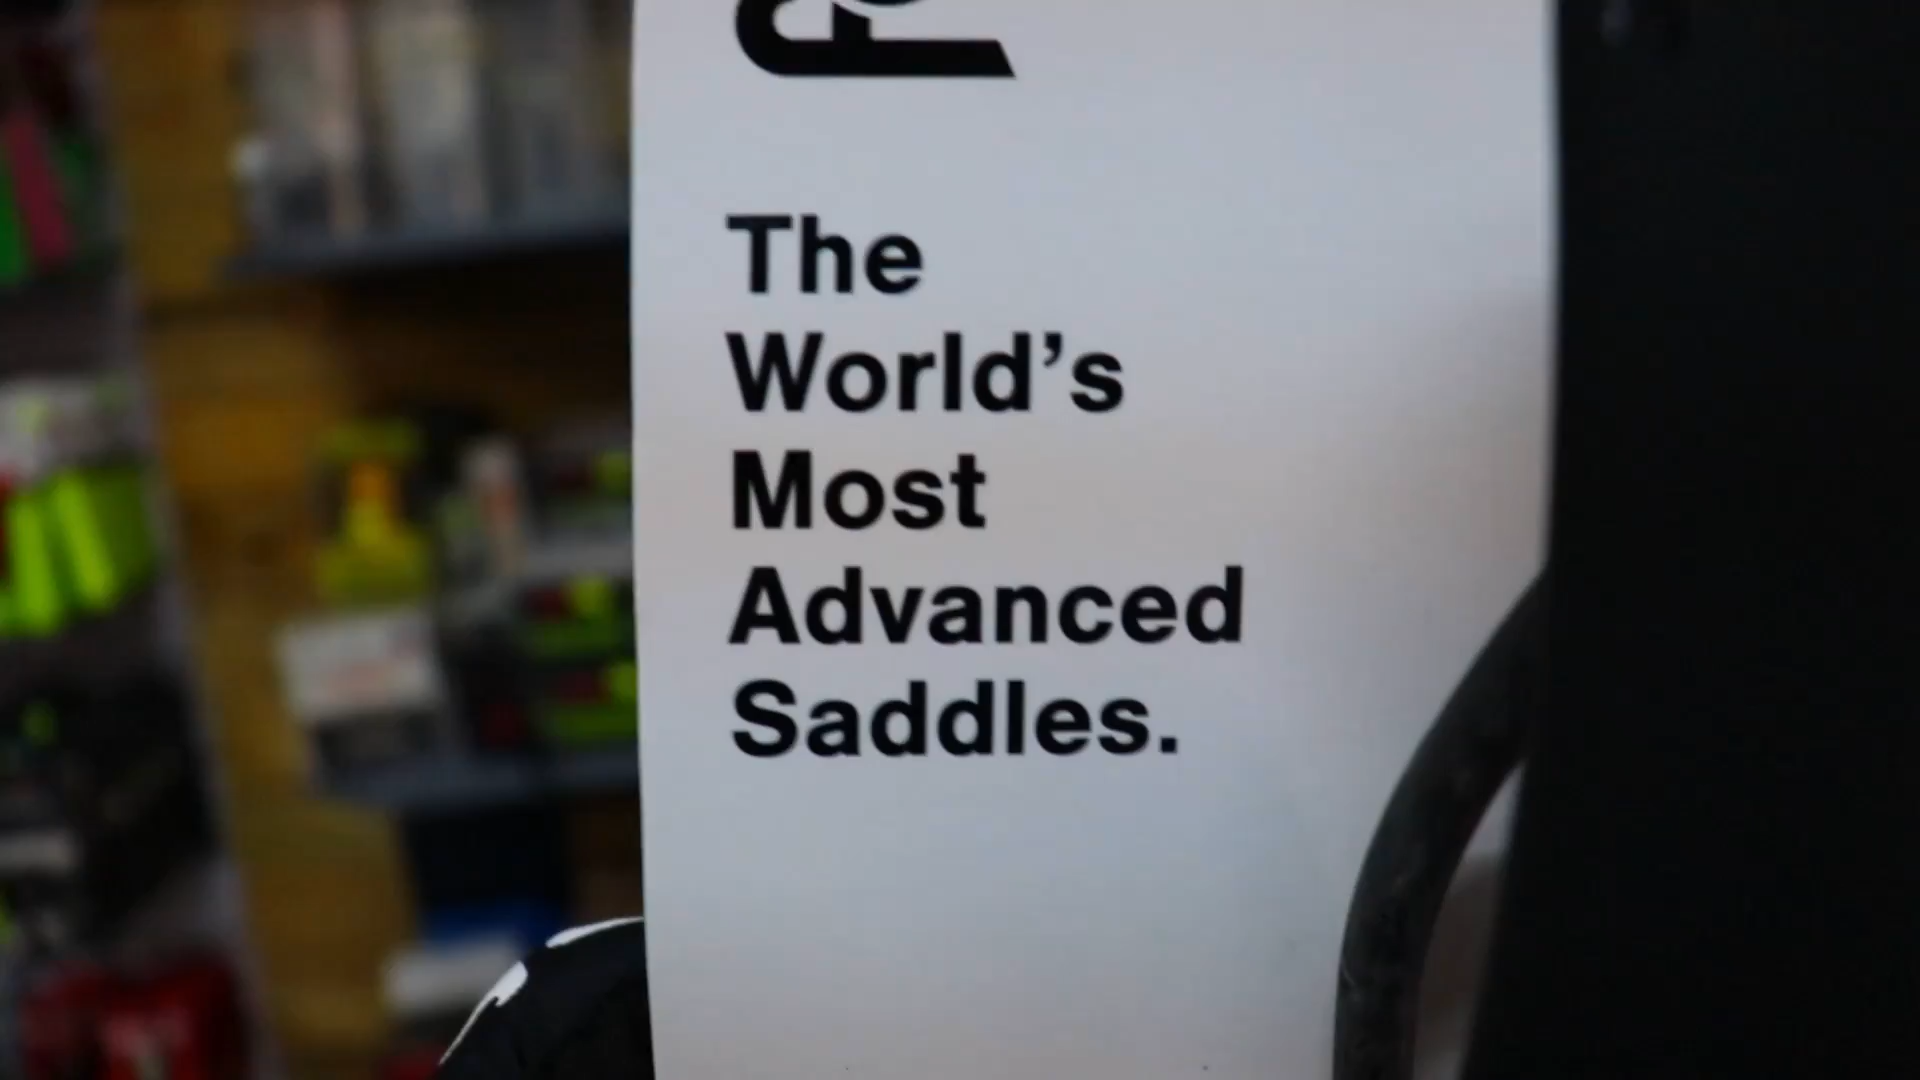 The
World’s
Most
Advanced
Saddles.